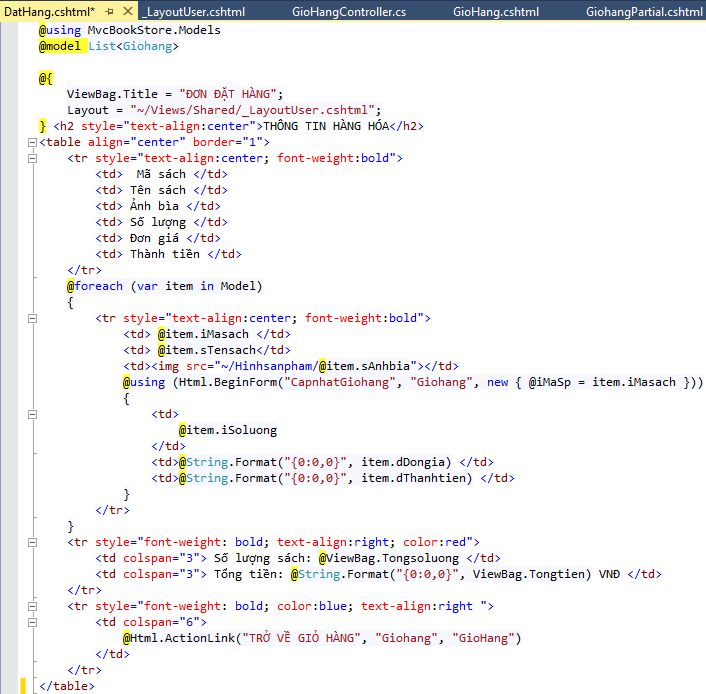 DatHang.cshtml* _LayoutUser.cshtml GioHangController.cs GioHang.cshtml GiohangPartial.cshtml
@using MvcBookStore.Models
@model List<Giohang>
@{
ViewBag.Title = "ĐƠN ĐẶT HÀNG";
Layout = "~/Views/Shared/_LayoutUser.cshtml";
} <h2 style="text-align:center">THÔNG TIN HÀNG HÓA</h2>
<table align="center" border="1">
<tr style="text-align:center; font-weight:bold">
<td>  Mã sách </td>
<td> Tên sách </td>
<td> Ảnh bìa </td>
<td> Số lượng </td>
<td> Đơn giá </td>
<td> Thành tiền </td>
</tr>
@foreach (var item in Model)
{
<tr style="text-align:center; font-weight:bold">
<td> @item.iMasach </td>
<td> @item.sTensach</td>
<td><img src="~/Hinhsanpham/@item.sAnhbia"></td>
@using (Html.BeginForm("CapnhatGiohang", "Giohang", new { @iMaSp = item.iMasach }))
{
<td>
@item.iSoluong
</td>
<td>@String.Format("{0:0,0}", item.dDongia) </td>
<td>@String.Format("{0:0,0}", item.dThanhtien) </td>
}
</tr>
}
<tr style="font-weight: bold; text-align:right; color:red">
<td colspan="3"> Số lượng sách: @ViewBag.Tongsoluong </td>
<td colspan="3"> Tổng tiền: @String.Format("{0:0,0}", ViewBag.Tongtien) VNĐ </td>
</tr>
<tr style="font-weight: bold; color:blue; text-align:right ">
<td colspan="6">
@Html.ActionLink("TRỞ VỀ GIỎ HÀNG", "Giohang", "GioHang")
</td>
</tr>
</table>